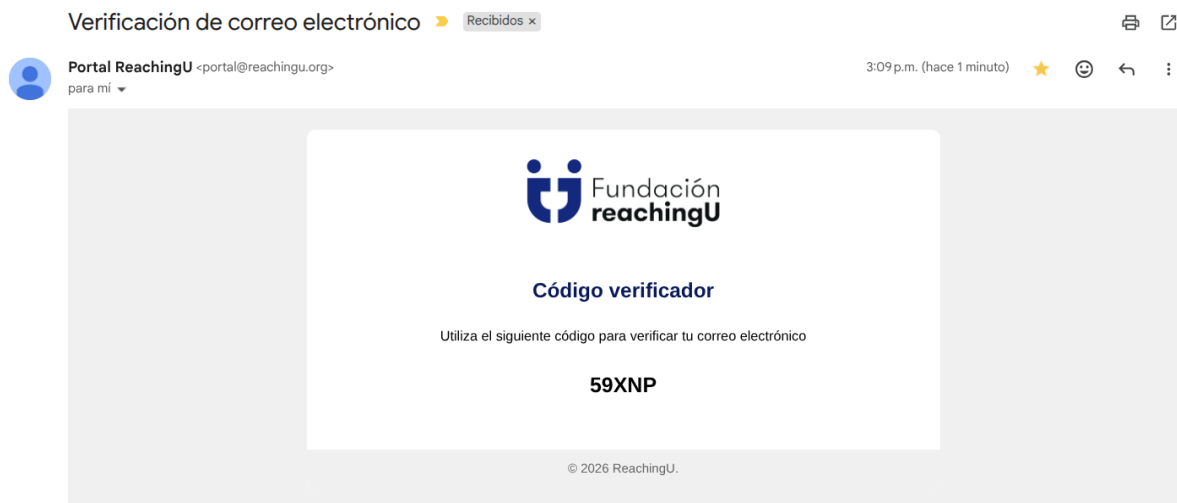 Verificación de correo electrónico Recibidos ×
Portal ReachingU <portal@reachingu.org> 3:09 p.m. (hace 1 minuto)
para mí
Fundación
reachingU
Código verificador
Utiliza el siguiente código para verificar tu correo electrónico
59XNP
© 2026 ReachingU.